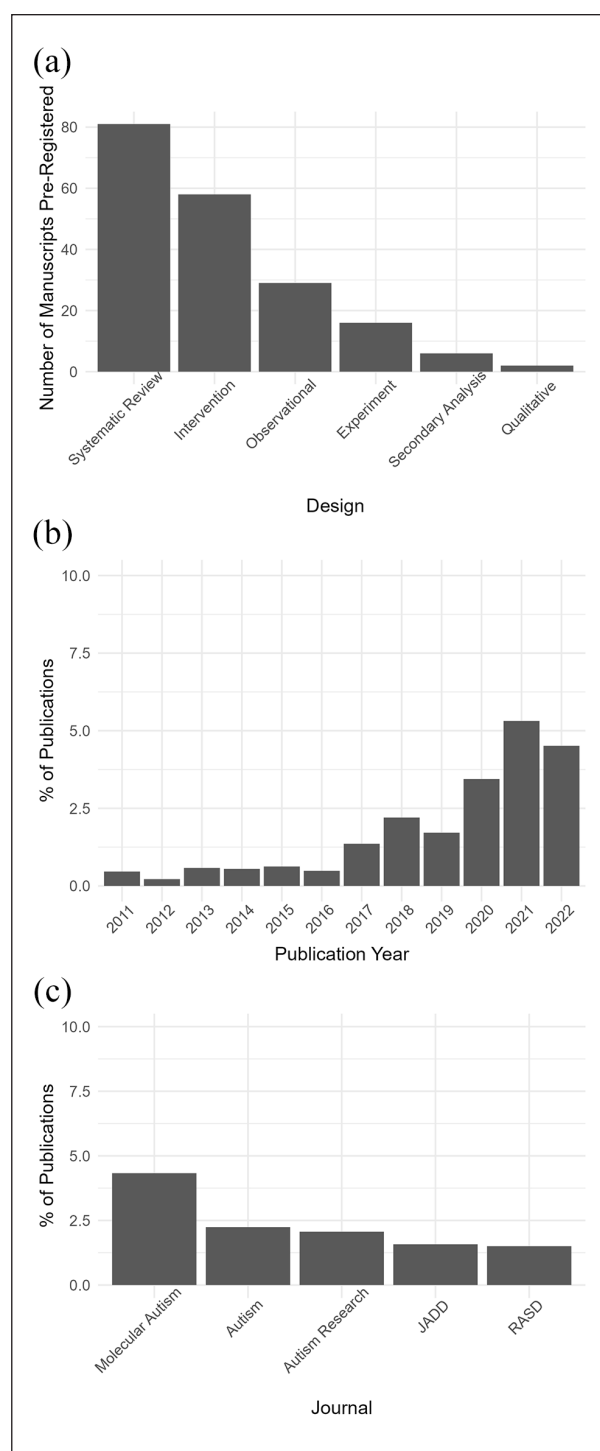 (a)
Number of Manuscripts Pre-Registered
80
60
40
20
0
Systematic Review
Intervention
Observational
Experiment
Secondary Analysis
Qualitative
Design
(b)
% of Publications
10.0
7.5
5.0
2.5
0.0
2011
2012
2013
2014
2015
2016
2017
2018
2019
2020
2021
2022
Publication Year
(c)
% of Publications
10.0
7.5
5.0
2.5
0.0
Molecular Autism
Autism
Autism Research
JADD
RASD
Journal